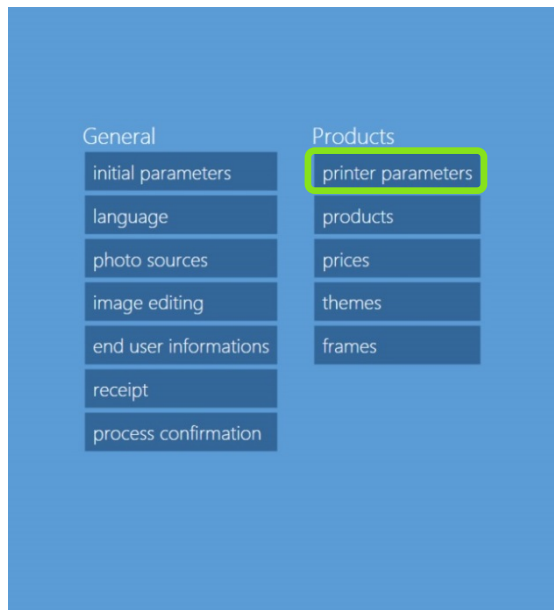 General
initial parameters
language
photo sources
image editing
end user informations
receipt
process confirmation
Products
printer parameters
products
prices
themes
frames